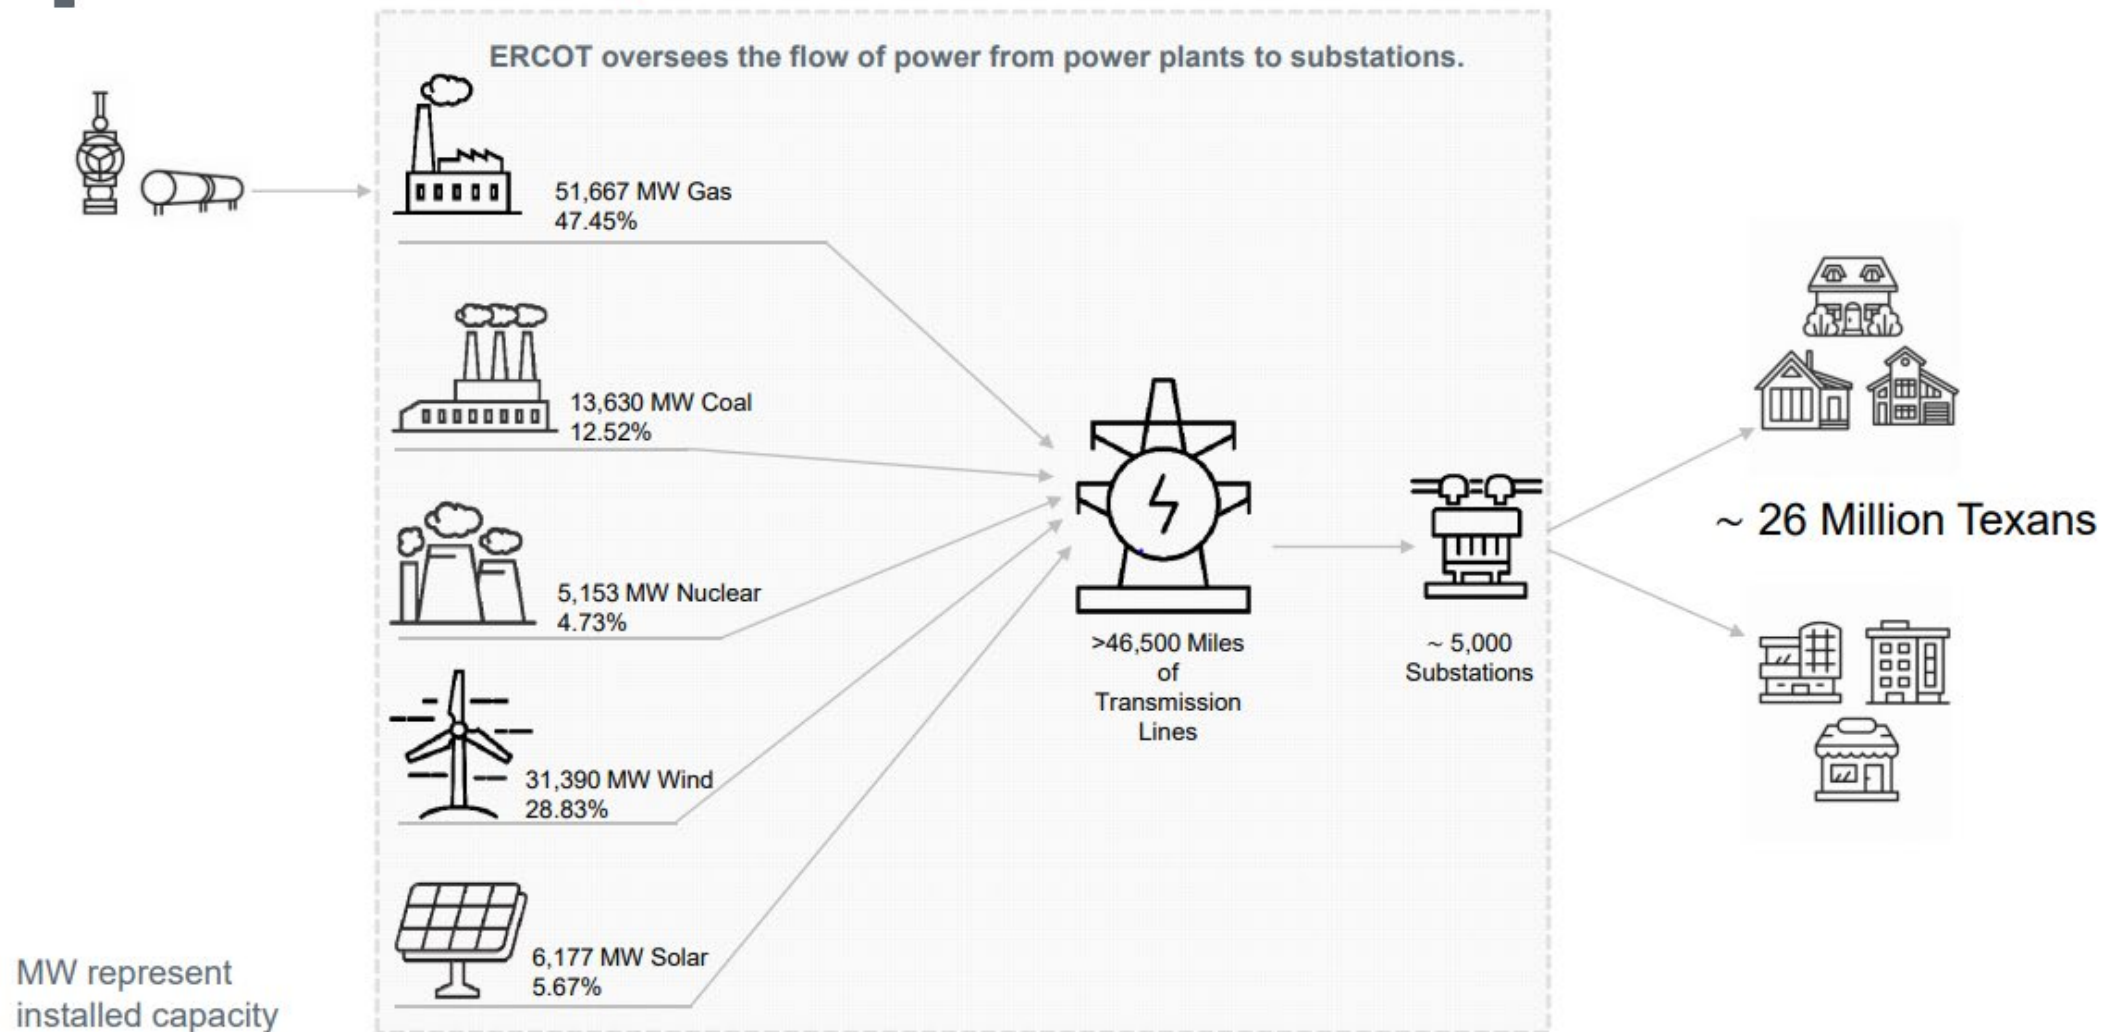 ERCOT oversees the flow of power from power plants to substations.
51,667 MW Gas
47.45%
13,630 MW Coal
12.52%
5,153 MW Nuclear
4.73%
31,390 MW Wind
28.83%
6,177 MW Solar
5.67%
>46,500 Miles
of
Transmission
Lines
~ 5,000
Substations
~ 26 Million Texans
MW represent
installed capacity